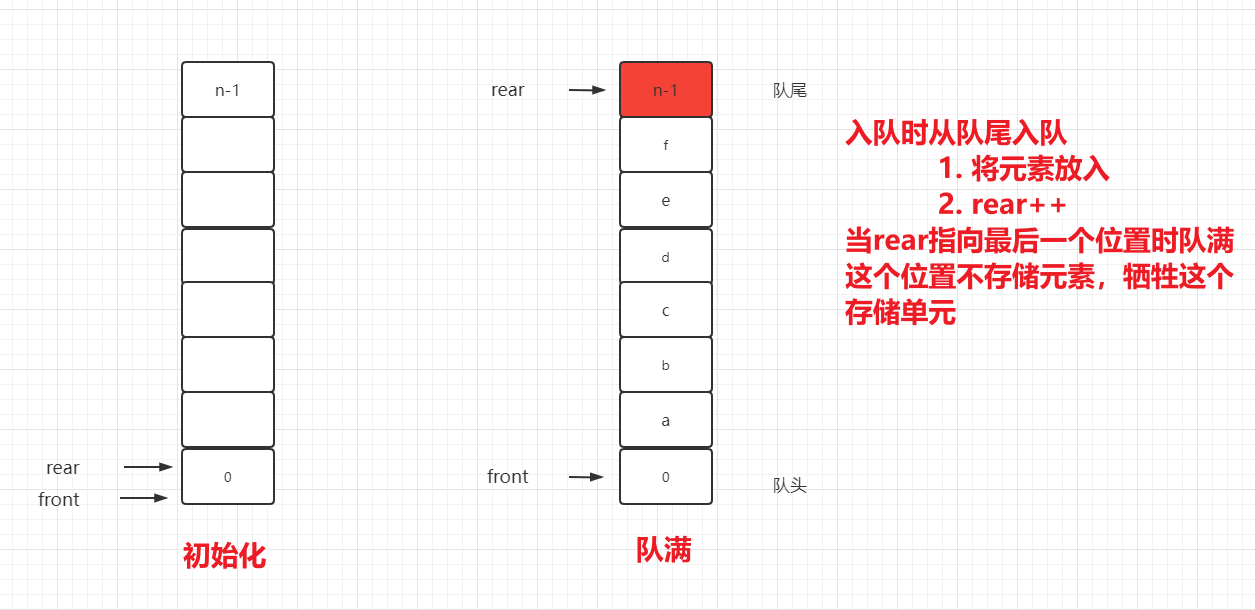 n-1
rear
front
0
初始化
rear
n-1
队尾
f
e
d
c
b
a
front
0
队头
队满
入队时从队尾入队
1. 将元素放入
2. rear++
当rear指向最后一个位置时队满
这个位置不存储元素，牺牲这个
存储单元